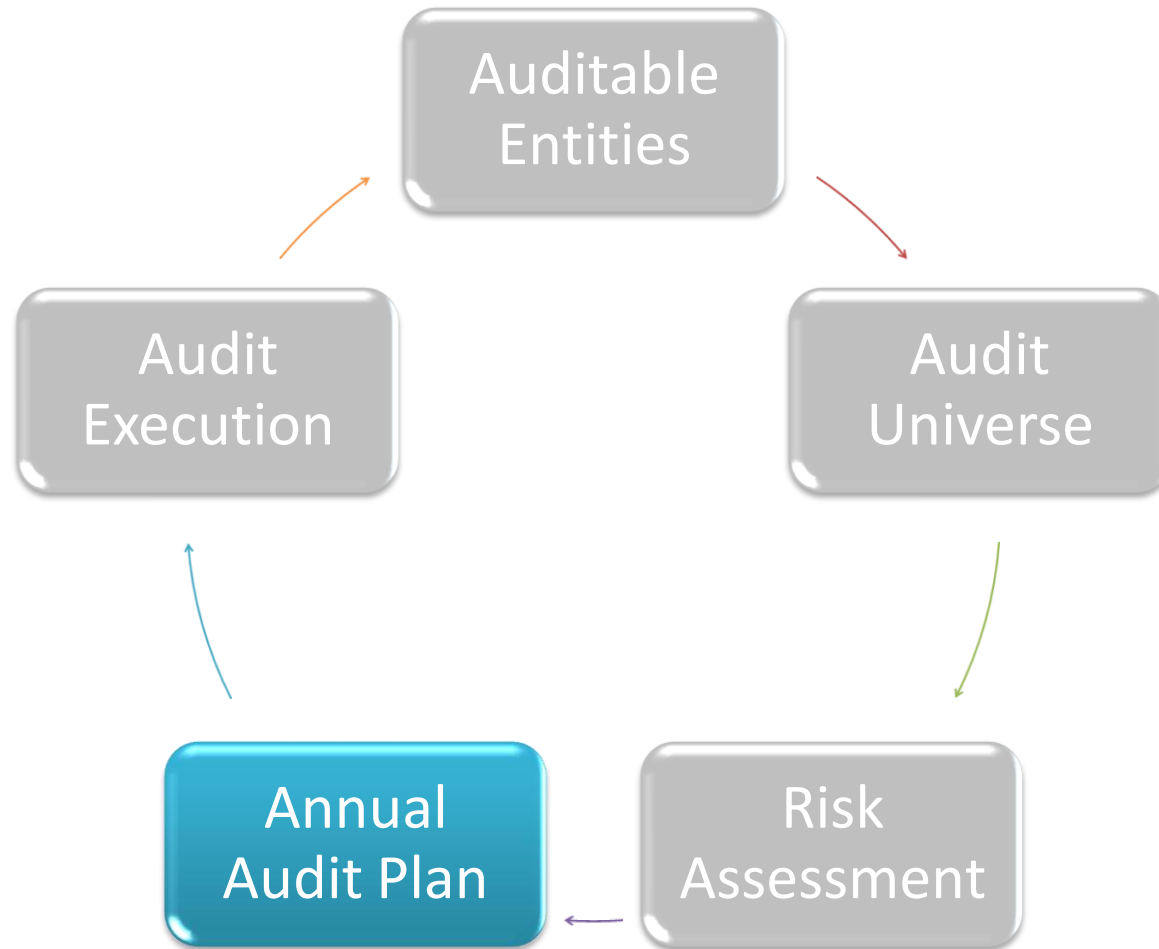 Auditable
Entities
Audit
Execution
Audit
Universe
Annual
Audit Plan
Risk
Assessment